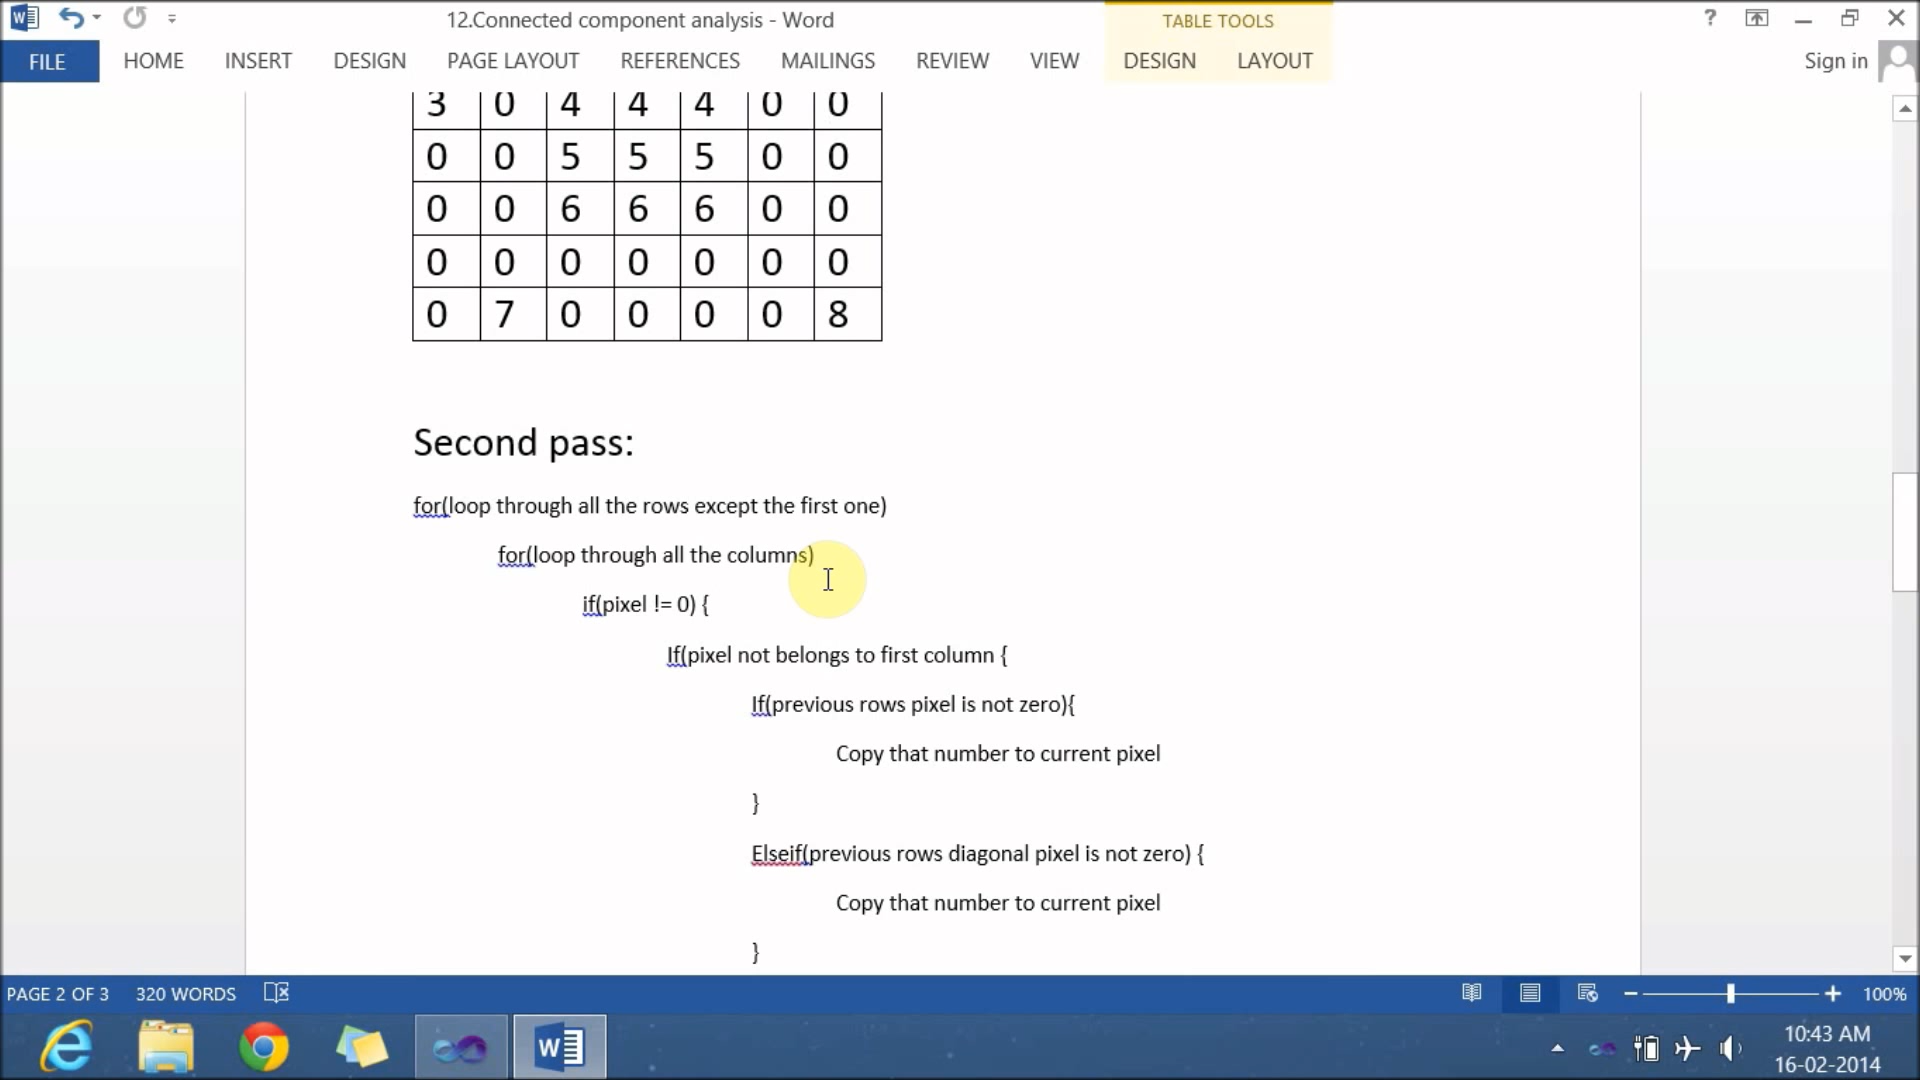 12.Connected component analysis - Word
TABLE TOOLS
?
FILE HOME INSERT DESIGN PAGE LAYOUT REFERENCES MAILINGS REVIEW VIEW DESIGN LAYOUT Sign in
3 0 4 4 4 0 0
0 0 5 5 5 0 0
0 0 6 6 6 0 0
0 0 0 0 0 0 0
0 7 0 0 0 0 8
Second pass:
for(loop through all the rows except the first one)
for(loop through all the columns)
if(pixel != 0) {
If(pixel not belongs to first column {
If(previous rows pixel is not zero){
Copy that number to current pixel
}
Elseif(previous rows diagonal pixel is not zero) {
Copy that number to current pixel
}
PAGE 2 OF 3 320 WORDS 100%
10:43 AM
16-02-2014